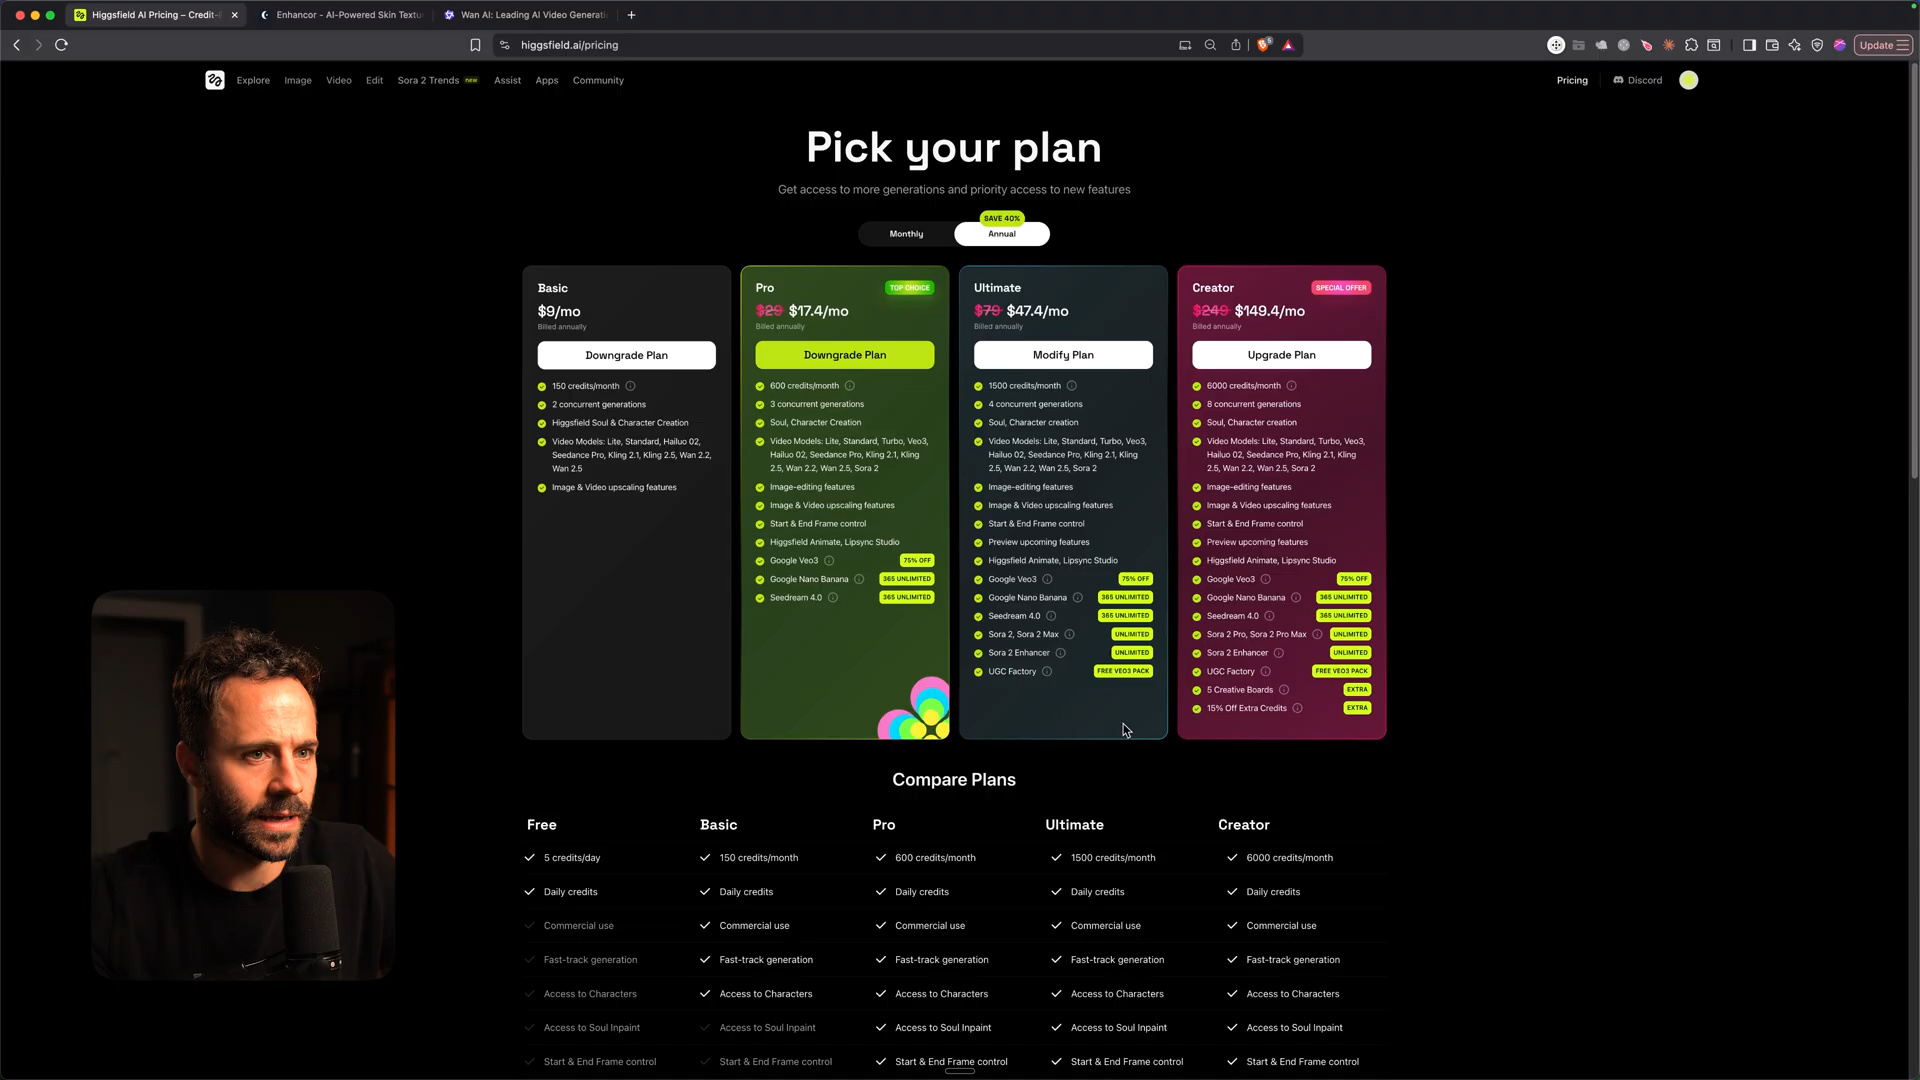 Higgsfield AI Pricing – Credit-
Enhancor - AI-Powered Skin Textu
Wan AI: Leading AI Video Generati
higgsfield.ai/pricing
Update
Explore
Image
Video
Edit
Sora 2 Trends new
Assist
Apps
Community
Pricing
Discord
Pick your plan
Get access to more generations and priority access to new features
SAVE 40%
Monthly
Annual
Basic
$9/mo
Billed annually
Downgrade Plan
150 credits/month
2 concurrent generations
Higgsfield Soul & Character Creation
Video Models: Lite, Standard, Hailuo 02,
Seedance Pro, Kling 2.1, Kling 2.5, Wan 2.2,
Wan 2.5
Image & Video upscaling features
Pro
TOP CHOICE
$29 $17.4/mo
Billed annually
Downgrade Plan
600 credits/month
3 concurrent generations
Soul, Character Creation
Video Models: Lite, Standard, Turbo, Veo3,
Hailuo 02, Seedance Pro, Kling 2.1, Kling
2.5, Wan 2.2, Wan 2.5, Sora 2
Image-editing features
Image & Video upscaling features
Start & End Frame control
Higgsfield Animate, Lipsync Studio
Google Veo3 75% OFF
Google Nano Banana 365 UNLIMITED
Seedream 4.0 365 UNLIMITED
Ultimate
$79 $47.4/mo
Billed annually
Modify Plan
1500 credits/month
4 concurrent generations
Soul, Character creation
Video Models: Lite, Standard, Turbo, Veo3,
Hailuo 02, Seedance Pro, Kling 2.1, Kling
2.5, Wan 2.2, Wan 2.5, Sora 2
Image-editing features
Image & Video upscaling features
Start & End Frame control
Preview upcoming features
Higgsfield Animate, Lipsync Studio
Google Veo3 75% OFF
Google Nano Banana 365 UNLIMITED
Seedream 4.0 365 UNLIMITED
Sora 2, Sora 2 Max UNLIMITED
Sora 2 Enhancer UNLIMITED
UGC Factory FREE VEO3 PACK
Creator
SPECIAL OFFER
$249 $149.4/mo
Billed annually
Upgrade Plan
6000 credits/month
8 concurrent generations
Soul, Character creation
Video Models: Lite, Standard, Turbo, Veo3,
Hailuo 02, Seedance Pro, Kling 2.1, Kling
2.5, Wan 2.2, Wan 2.5, Sora 2
Image-editing features
Image & Video upscaling features
Start & End Frame control
Preview upcoming features
Higgsfield Animate, Lipsync Studio
Google Veo3 75% OFF
Google Nano Banana 365 UNLIMITED
Seedream 4.0 365 UNLIMITED
Sora 2 Pro, Sora 2 Pro Max UNLIMITED
Sora 2 Enhancer UNLIMITED
UGC Factory FREE VEO3 PACK
5 Creative Boards EXTRA
15% Off Extra Credits EXTRA
Compare Plans
Free
Basic
Pro
Ultimate
Creator
5 credits/day
150 credits/month
600 credits/month
1500 credits/month
6000 credits/month
Daily credits
Daily credits
Daily credits
Daily credits
Daily credits
Commercial use
Commercial use
Commercial use
Commercial use
Commercial use
Fast-track generation
Fast-track generation
Fast-track generation
Fast-track generation
Fast-track generation
Access to Characters
Access to Characters
Access to Characters
Access to Characters
Access to Characters
Access to Soul Inpaint
Access to Soul Inpaint
Access to Soul Inpaint
Access to Soul Inpaint
Access to Soul Inpaint
Start & End Frame control
Start & End Frame control
Start & End Frame control
Start & End Frame control
Start & End Frame control